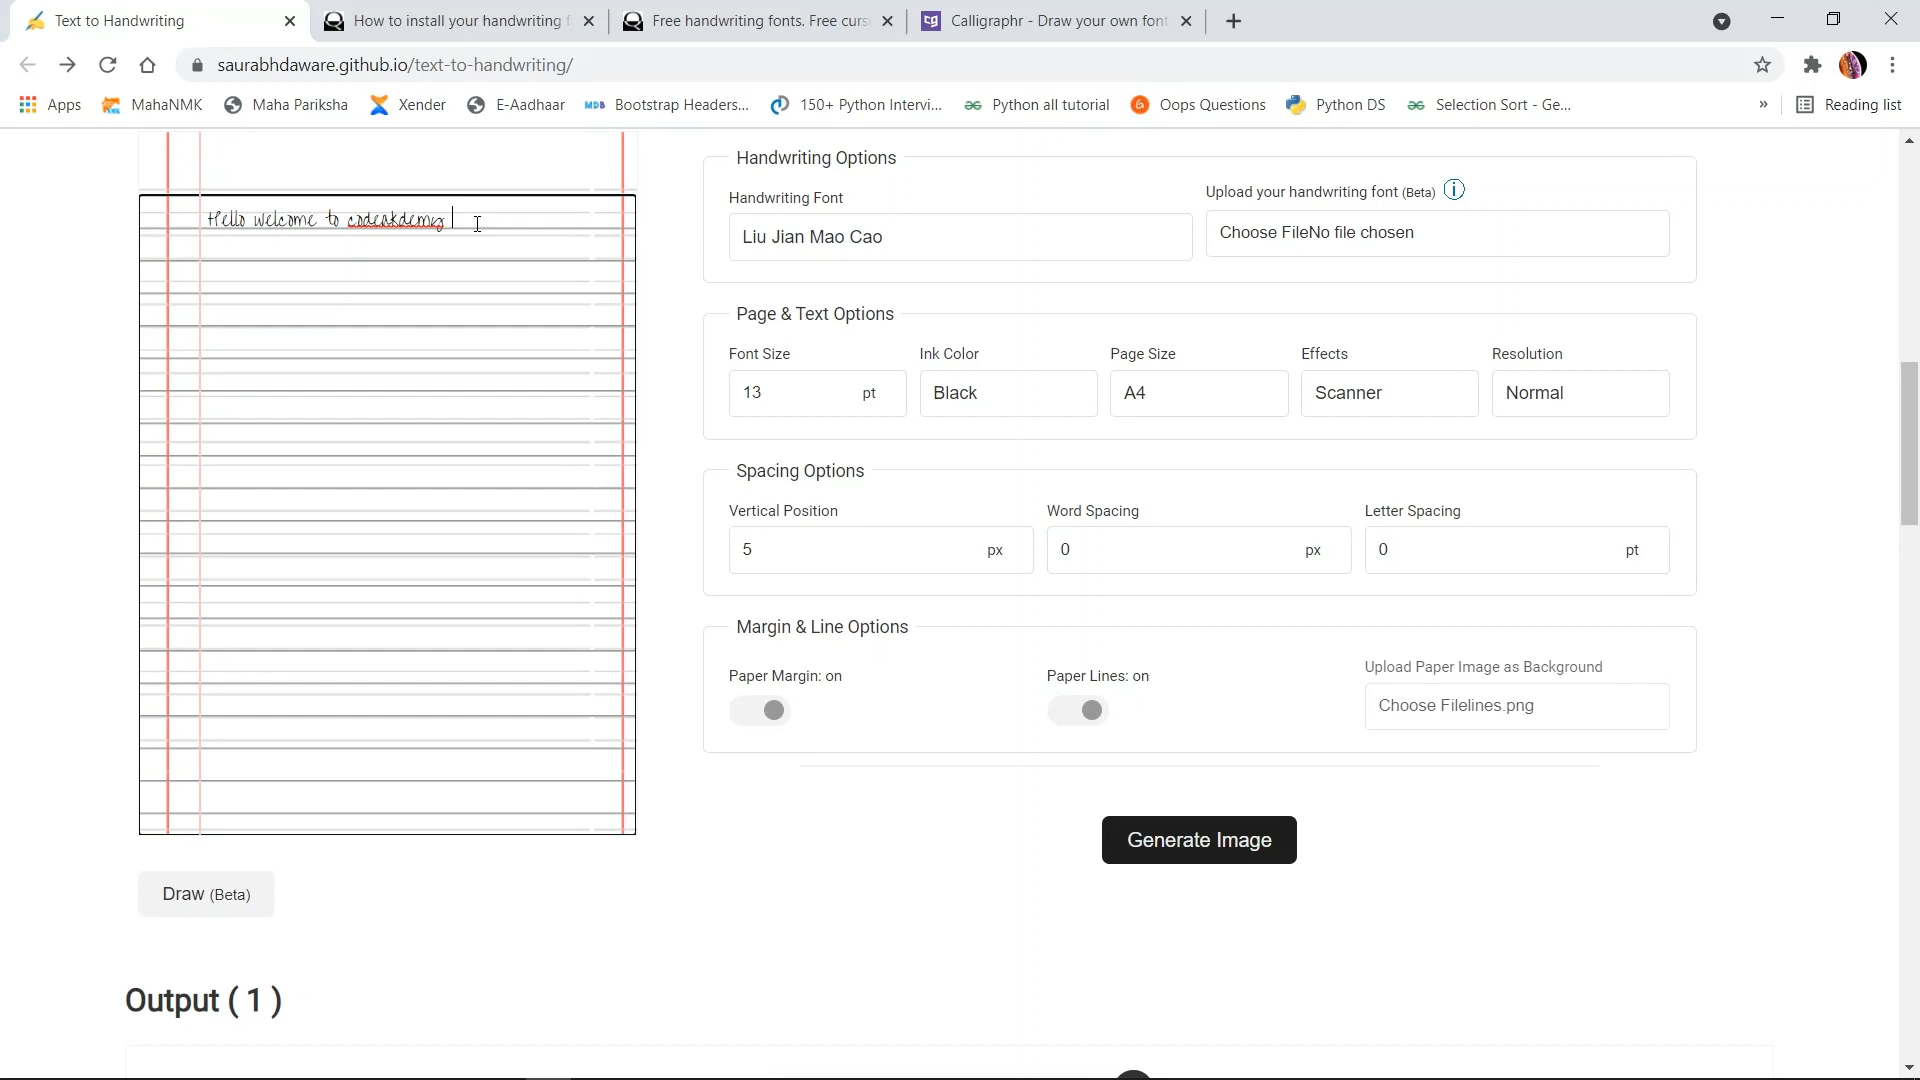 Text to Handwriting
How to install your handwriting f
Free handwriting fonts. Free curs
Calligraphr - Draw your own font
saurabhdaware.github.io/text-to-handwriting/
Apps MahaNMK Maha Pariksha Xender E-Aadhaar Bootstrap Headers... 150+ Python Intervi... Python all tutorial Oops Questions Python DS Selection Sort - Ge... » Reading list
Hello welcome to codeakdemy
Handwriting Options
Handwriting Font
Upload your handwriting font (Beta)
Liu Jian Mao Cao
Choose FileNo file chosen
Page & Text Options
Font Size Ink Color Page Size Effects Resolution
13 pt Black A4 Scanner Normal
Spacing Options
Vertical Position Word Spacing Letter Spacing
5 px 0 px 0 pt
Margin & Line Options
Paper Margin: on Paper Lines: on Upload Paper Image as Background
Choose Filelines.png
Generate Image
Draw (Beta)
Output ( 1 )